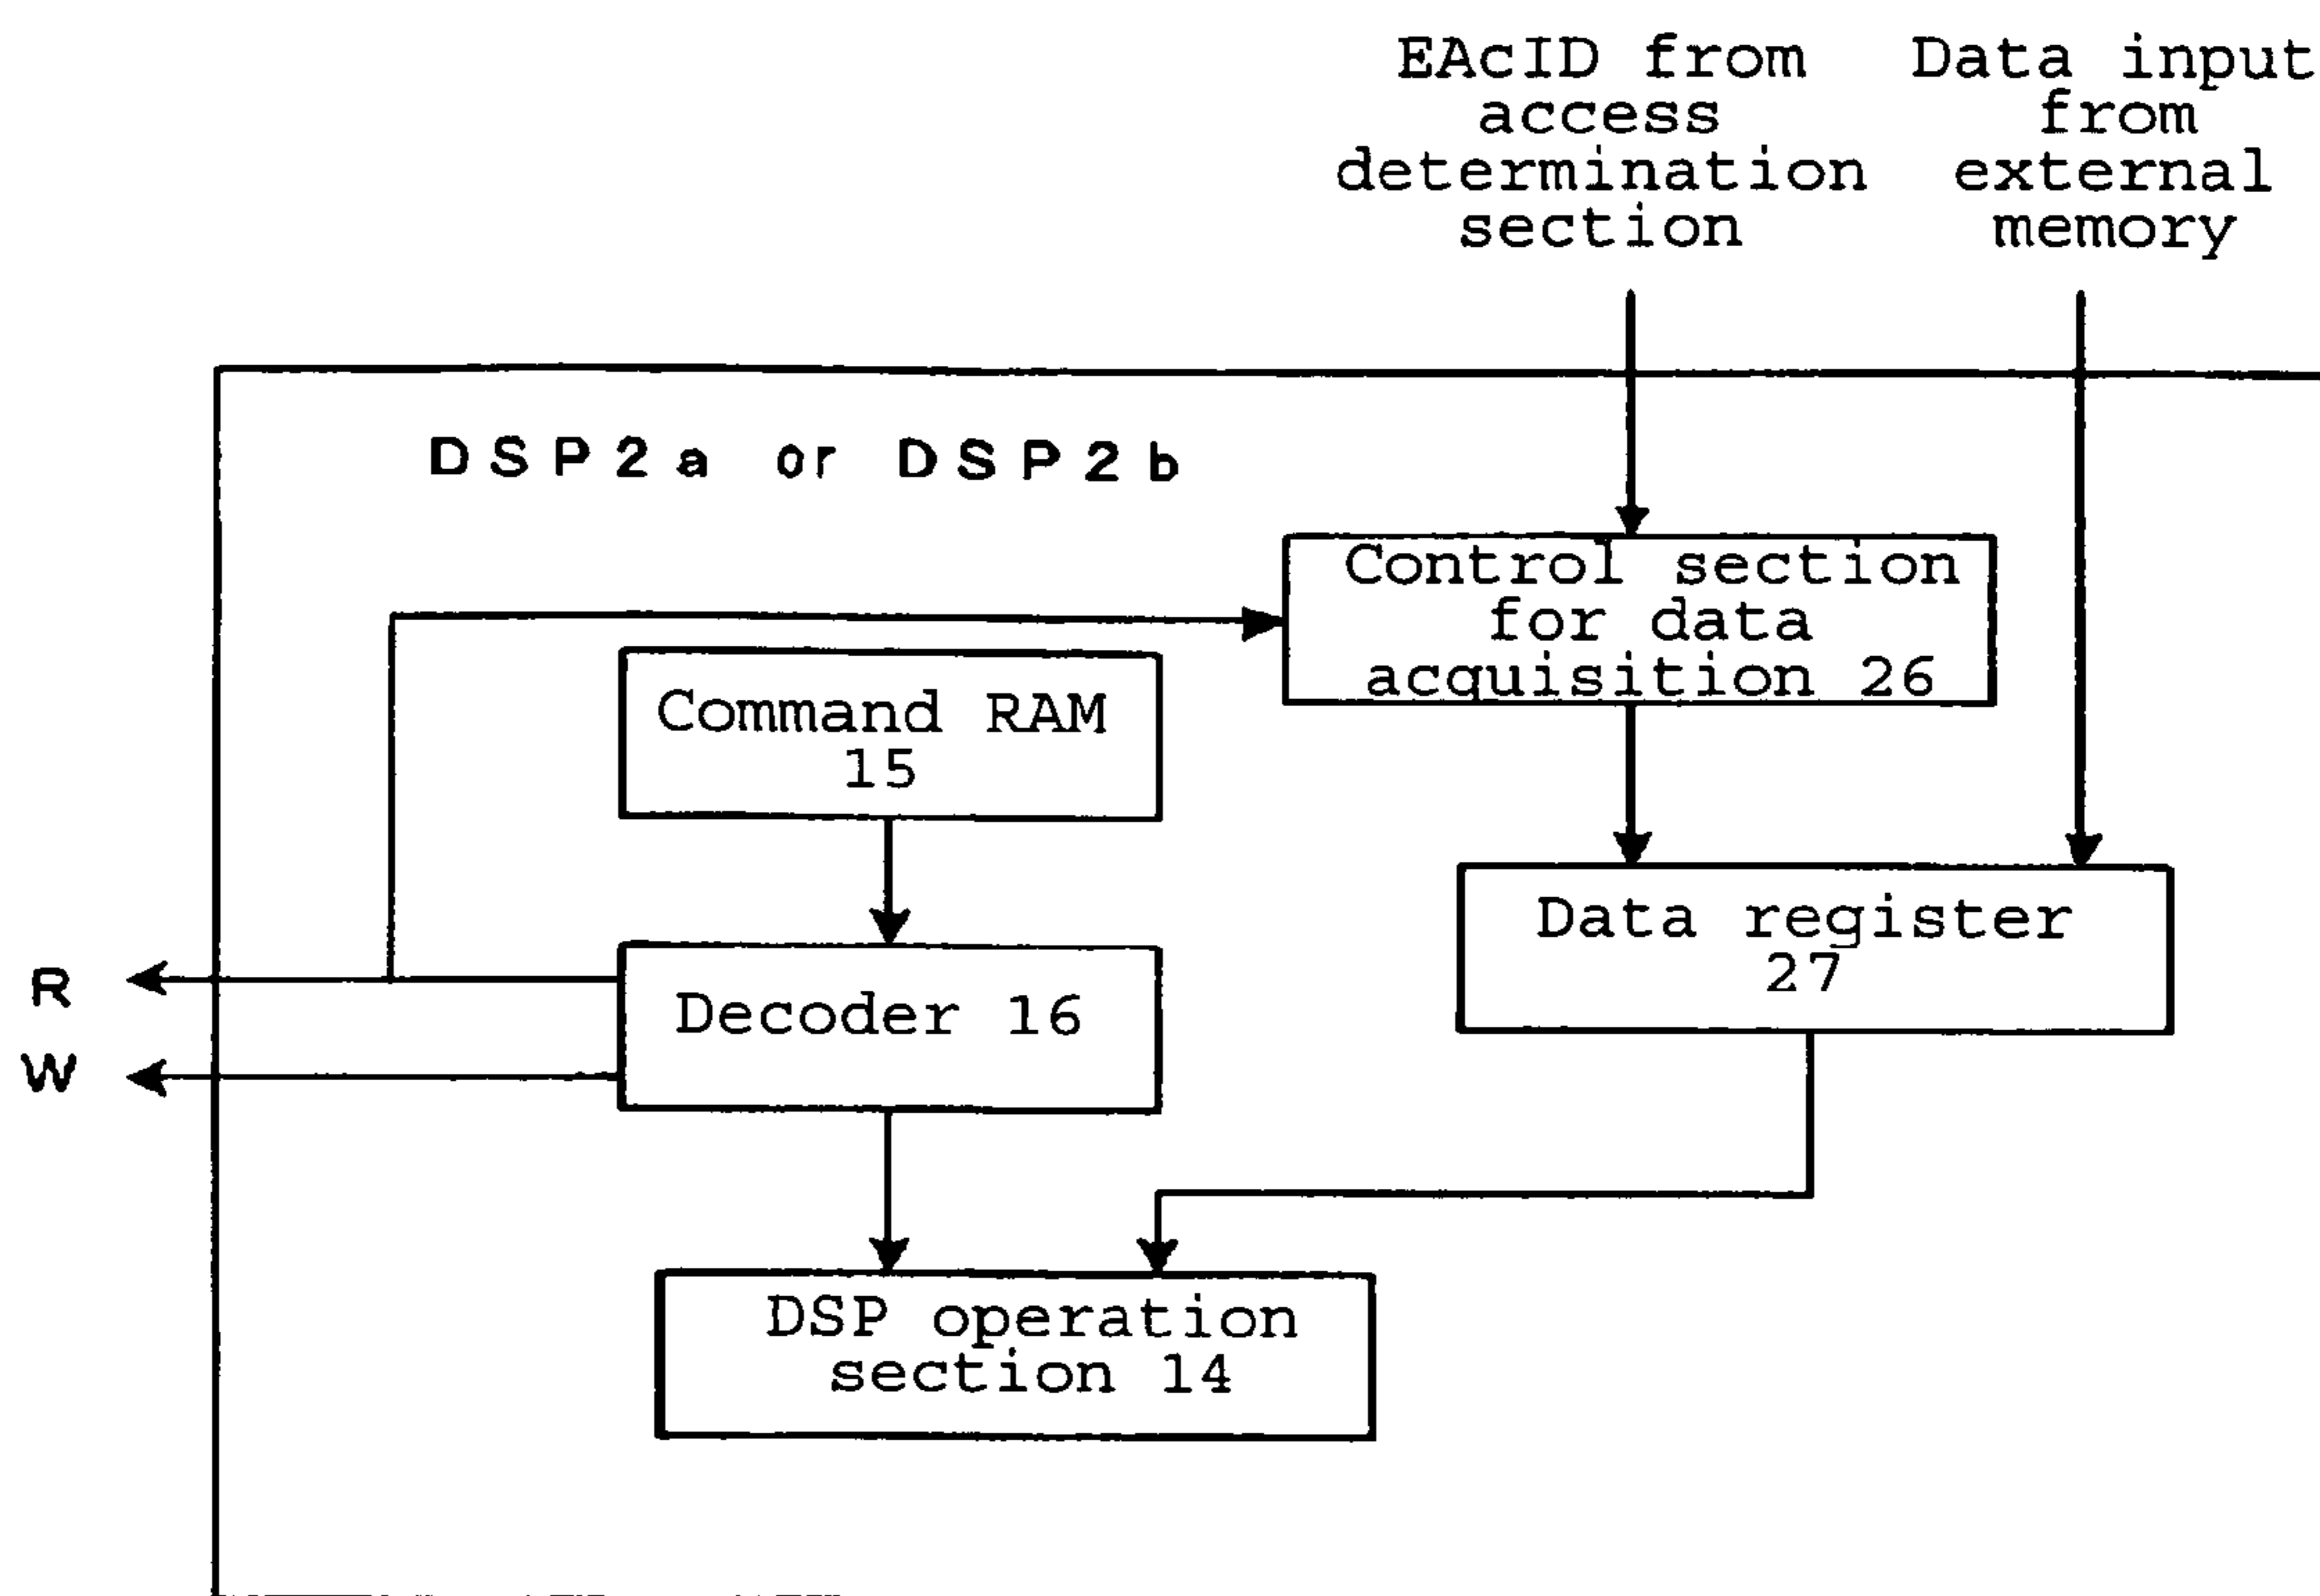 EAcID from
access
determination
section
Data input
from
external
memory
DSP2a or DSP2b
Control section
for data
acquisition 26
Command RAM
15
Data register
27
R
W
Decoder 16
DSP operation
section 14